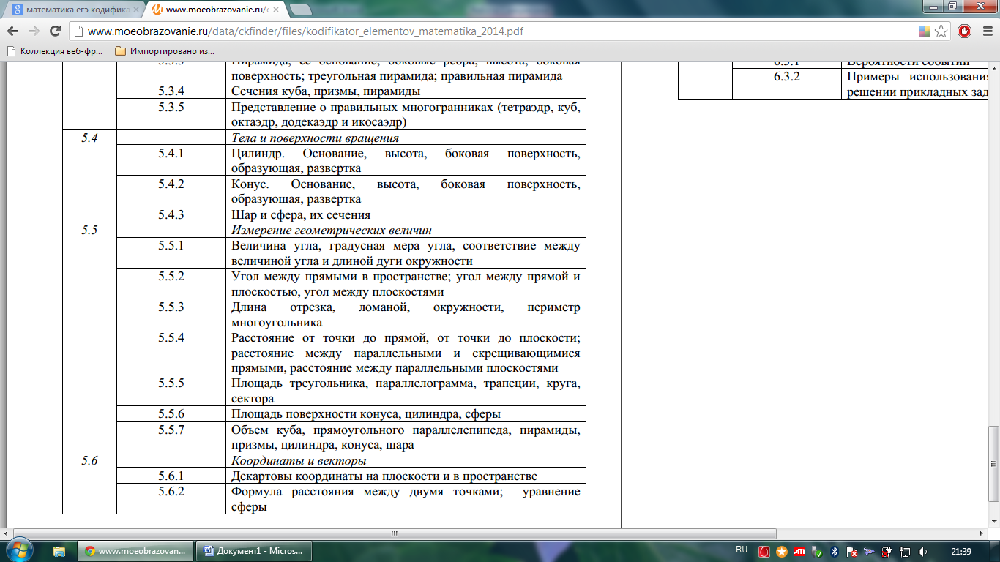 математика егэ кодифика
www.moeobrazovanie.ru/d
www.moeobrazovanie.ru/data/ckfinder/files/kodifikator_elementov_matematika_2014.pdf
Коллекция веб-фр...
Импортировано из...
5.3.3 Пирамида, ее основание, боковые ребра, высота, боковая
поверхность; треугольная пирамида; правильная пирамида
5.3.4 Сечения куба, призмы, пирамиды
5.3.5 Представление о правильных многогранниках (тетраэдр, куб,
октаэдр, додекаэдр и икосаэдр)
5.4 Тела и поверхности вращения
5.4.1 Цилиндр. Основание, высота, боковая поверхность,
образующая, развертка
5.4.2 Конус. Основание, высота, боковая поверхность,
образующая, развертка
5.4.3 Шар и сфера, их сечения
5.5 Измерение геометрических величин
5.5.1 Величина угла, градусная мера угла, соответствие между
величиной угла и длиной дуги окружности
5.5.2 Угол между прямыми в пространстве; угол между прямой и
плоскостью, угол между плоскостями
5.5.3 Длина отрезка, ломаной, окружности, периметр
многоугольника
5.5.4 Расстояние от точки до прямой, от точки до плоскости;
расстояние между параллельными и скрещивающимися
прямыми, расстояние между параллельными плоскостями
5.5.5 Площадь треугольника, параллелограмма, трапеции, круга,
сектора
5.5.6 Площадь поверхности конуса, цилиндра, сферы
5.5.7 Объем куба, прямоугольного параллелепипеда, пирамиды,
призмы, цилиндра, конуса, шара
5.6 Координаты и векторы
5.6.1 Декартовы координаты на плоскости и в пространстве
5.6.2 Формула расстояния между двумя точками; уравнение
сферы
6.3.1 Вероятности событий
6.3.2 Примеры использования
решении прикладных зад
www.moeobrazovan...
Документ1 - Micros...
RU
ATI
21:39